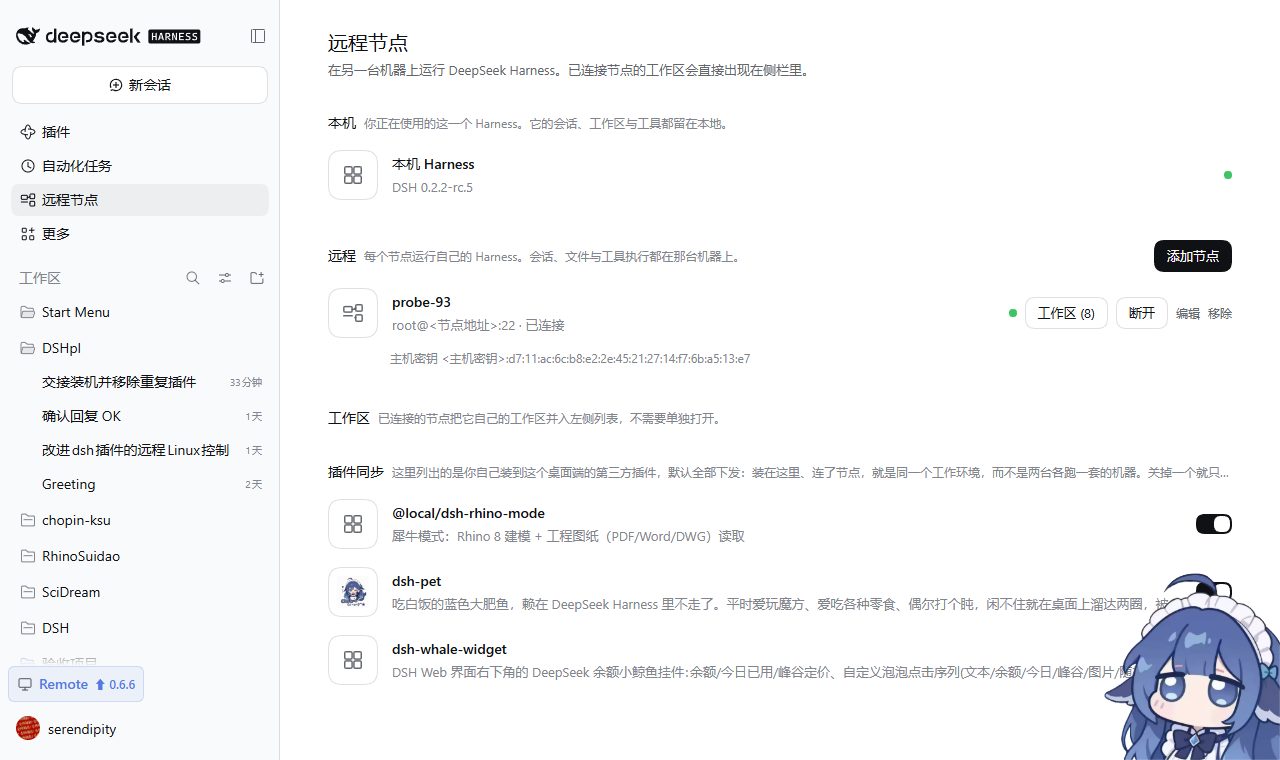 deepseek HARNESS
新会话
插件
自动化任务
远程节点
更多
工作区
Start Menu
DSHpl
交接装机并移除重复插件 33分钟
确认回复 OK 1天
改进dsh插件的远程Linux控制 1天
Greeting 2天
chopin-ksu
RhinoSuidao
SciDream
DSH
验收项目
Remote 0.6.6
serendipity
远程节点
在另一台机器上运行 DeepSeek Harness。已连接节点的工作区会直接出现在侧栏里。
本机 你正在使用的这一个 Harness。它的会话、工作区与工具都留在本地。
本机 Harness
DSH 0.2.2-rc.5
远程 每个节点运行自己的 Harness。会话、文件与工具执行都在那台机器上。 添加节点
probe-93
root@<节点地址>:22 · 已连接
工作区 (8) 断开 编辑 移除
主机密钥 <主机密钥>:d7:11:ac:6c:b8:e2:2e:45:21:27:14:f7:6b:a5:13:e7
工作区 已连接的节点把它自己的工作区并入左侧列表，不需要单独打开。
插件同步 这里列出的是你自己装到这个桌面端的第三方插件，默认全部下发：装在这里、连了节点，就是同一个工作环境，而不是两台各跑一套的机器。关掉一个就只...
@local/dsh-rhino-mode
犀牛模式：Rhino 8 建模 + 工程图纸（PDF/Word/DWG）读取
dsh-pet
吃白饭的蓝色大肥鱼，赖在 DeepSeek Harness 里不走了。平时爱玩魔方、爱吃各种零食、偶尔打个盹，闲不住就在桌面上溜达两圈，被
dsh-whale-widget
DSH Web 界面右下角的 DeepSeek 余额小鲸鱼挂件:余额/今日已用/峰谷定价、自定义泡泡点击序列(文本/余额/今日/峰谷/图片/随